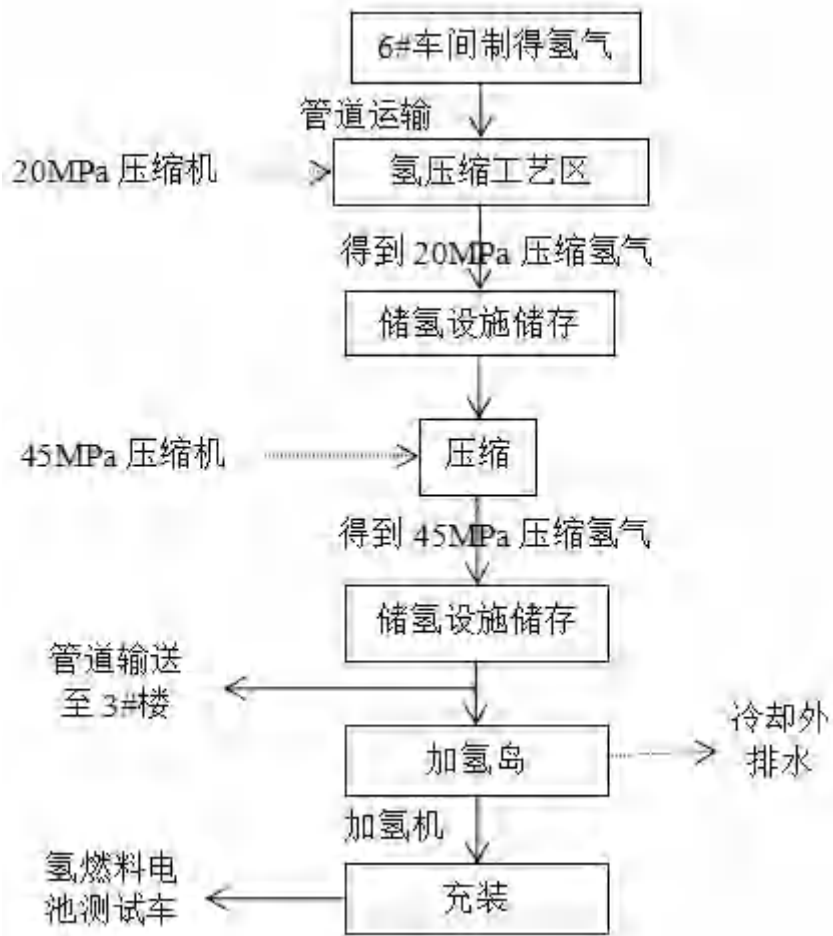 6#车间制得氢气
管道运输
20MPa 压缩机
氢压缩工艺区
得到 20MPa 压缩氢气
储氢设施储存
45MPa 压缩机
压缩
得到 45MPa 压缩氢气
储氢设施储存
管道输送
至 3#楼
加氢岛
冷却外
排水
加氢机
氢燃料电
池测试车
充装